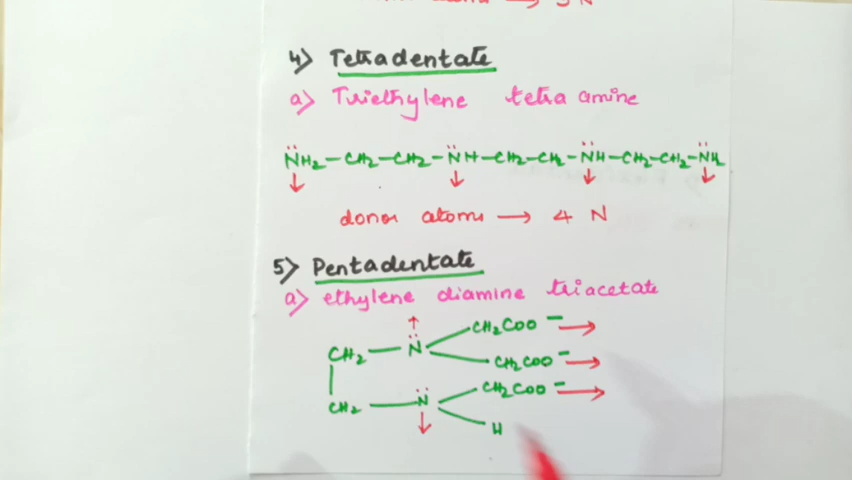 → 3 N
4) Tetradentate
a) Triethylene tetra amine
N̈H₂–CH₂–CH₂–N̈H–CH₂–CH₂–N̈H–CH₂–CH₂–N̈H₂
↓ ↓ ↓ ↓
donor atoms → 4 N
5) Pentadentate
a) ethylene diamine triacetate
↑ CH₂COO⁻ →
CH₂ — N̈
CH₂COO⁻ →
CH₂COO⁻ →
CH₂ — N̈
↓ H